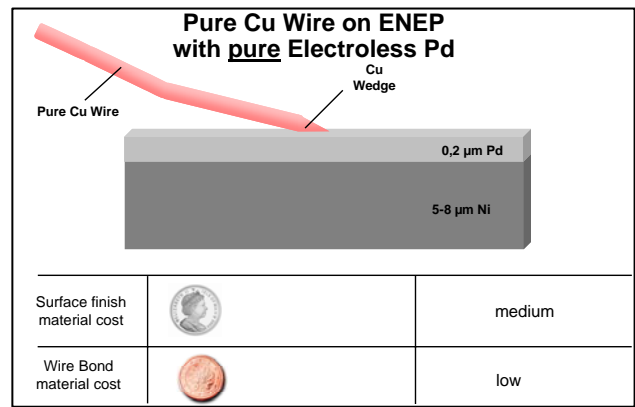 Pure Cu Wire on ENEP
with pure Electroless Pd
Cu
Wedge
Pure Cu Wire
0,2 µm Pd
5-8 µm Ni
Surface finish
material cost
medium
Wire Bond
material cost
low